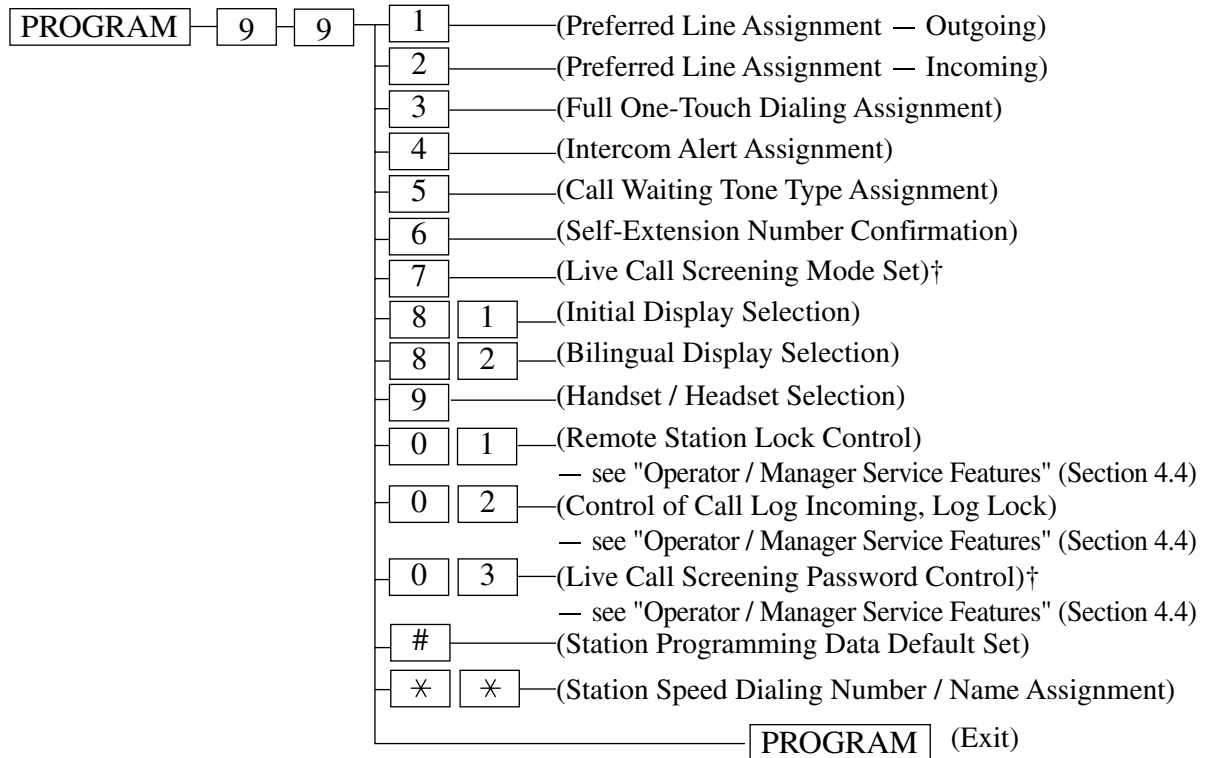 PROGRAM 9 9 1 (Preferred Line Assignment — Outgoing)
2 (Preferred Line Assignment — Incoming)
3 (Full One-Touch Dialing Assignment)
4 (Intercom Alert Assignment)
5 (Call Waiting Tone Type Assignment)
6 (Self-Extension Number Confirmation)
7 (Live Call Screening Mode Set)†
8 1 (Initial Display Selection)
8 2 (Bilingual Display Selection)
9 (Handset / Headset Selection)
0 1 (Remote Station Lock Control)
— see "Operator / Manager Service Features" (Section 4.4)
0 2 (Control of Call Log Incoming, Log Lock)
— see "Operator / Manager Service Features" (Section 4.4)
0 3 (Live Call Screening Password Control)†
— see "Operator / Manager Service Features" (Section 4.4)
# (Station Programming Data Default Set)
✳ ✳ (Station Speed Dialing Number / Name Assignment)
PROGRAM (Exit)